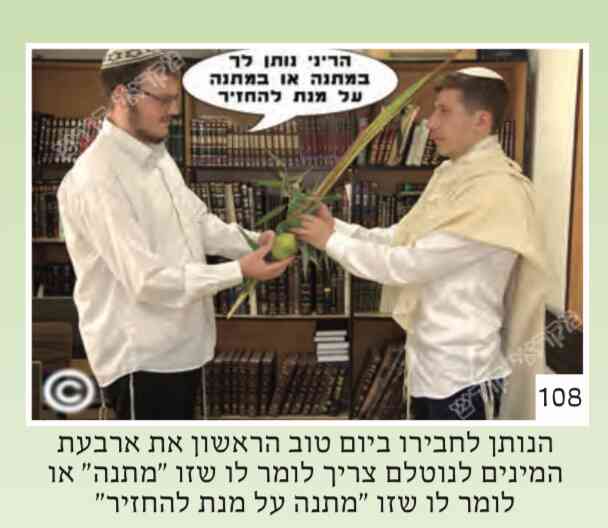 הריני נותן לך
במתנה או במתנה
על מנת להחזיר
108
©
הנותן לחבירו ביום טוב הראשון את ארבעת
המינים לנוטלם צריך לומר לו שזו ״מתנה״ או
לומר לו שזו ״מתנה על מנת להחזיר״